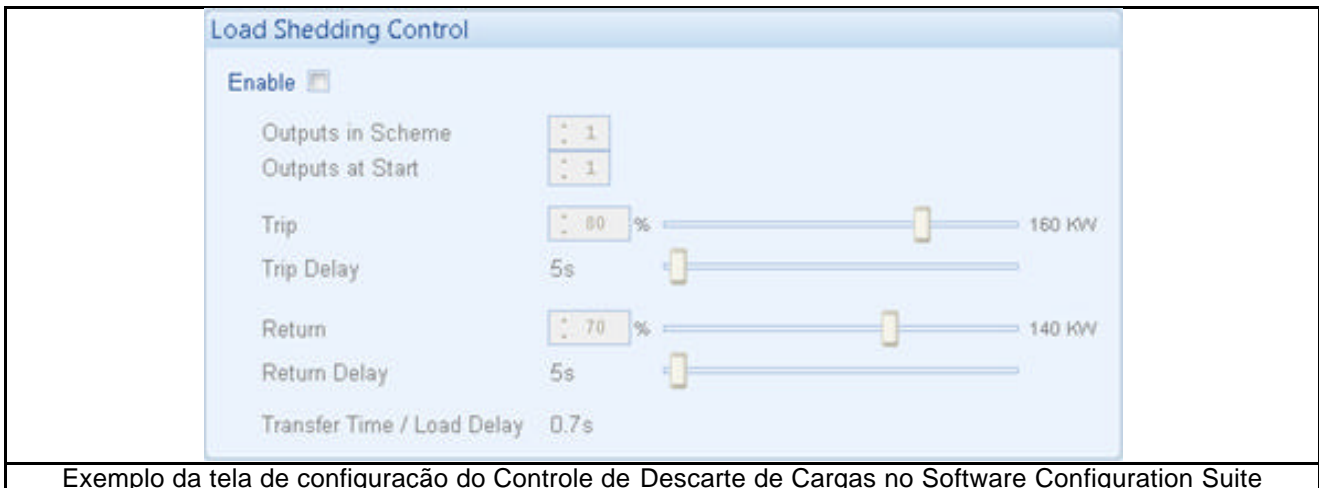 Load Shedding Control
Enable
Outputs in Scheme 1
Outputs at Start 1
Trip 80 % 160 KW
Trip Delay 5s
Return 70 % 140 KW
Return Delay 5s
Transfer Time / Load Delay 0.7s
Exemplo da tela de configuração do Controle de Descarte de Cargas no Software Configuration Suite